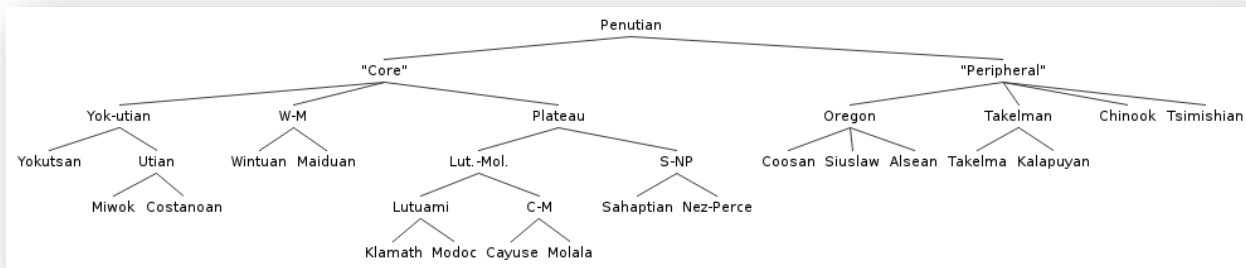 Penutian
"Core" "Peripheral"
Yok-utian W-M Plateau Oregon Takelman Chinook Tsimishian
Yokutsan Utian Wintuan Maiduan Lut.-Mol. S-NP Coosan Siuslaw Alsean Takelma Kalapuyan
Miwok Costanoan Lutuami C-M Sahaptian Nez-Perce
Klamath Modoc Cayuse Molala